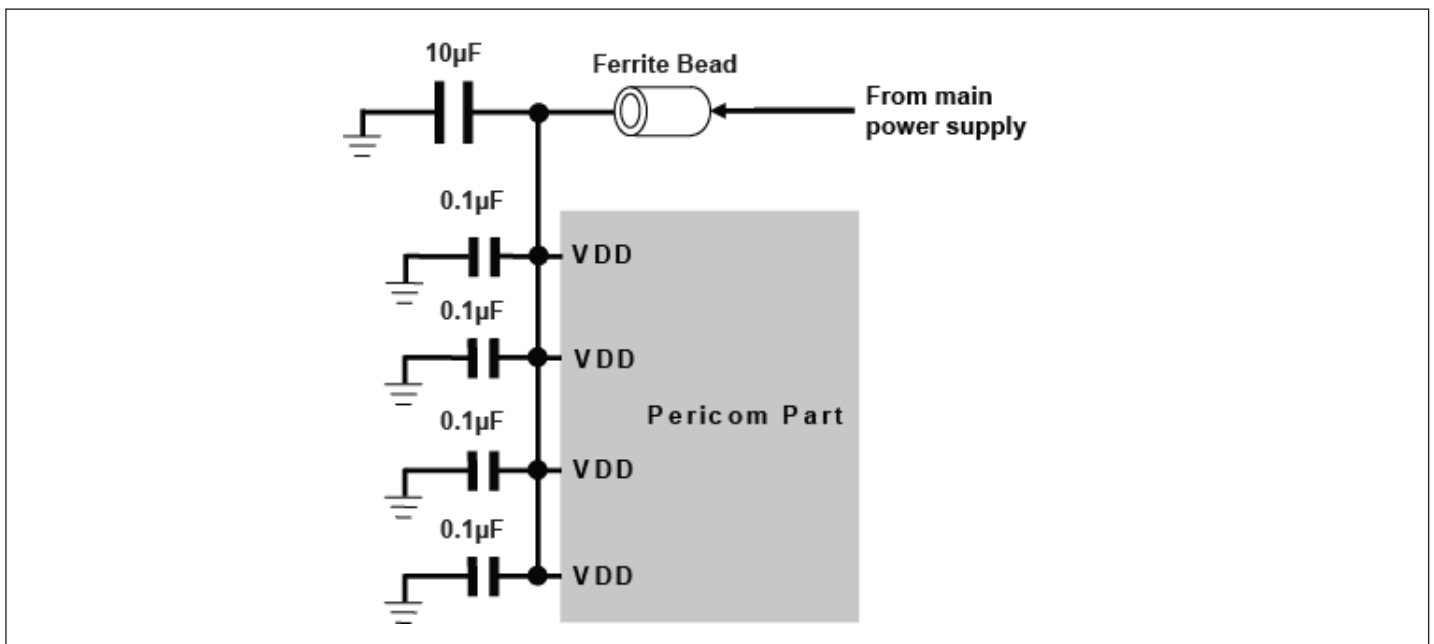 10µF
Ferrite Bead
From main
power supply
0.1µF
VDD
0.1µF
VDD
Pericom Part
0.1µF
VDD
0.1µF
VDD